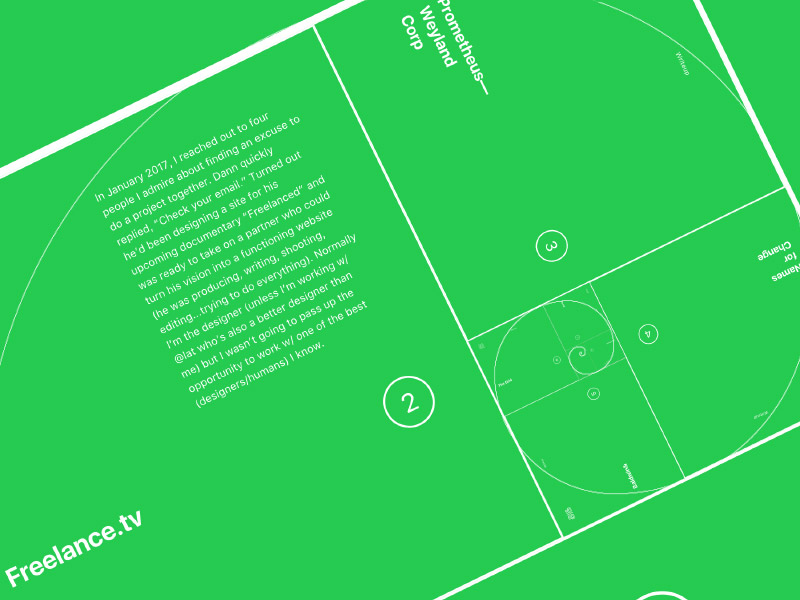 In January 2017, I reached out to four
people I admire about finding an excuse to
do a project together. Dann quickly
replied, “Check your email.” Turned out
he’d been designing a site for his
upcoming documentary “Freelanced” and
was ready to take on a partner who could
turn his vision into a functioning website
(he was producing, writing, shooting,
editing...trying to do everything). Normally
I’m the designer (unless I’m working w/
@lat who’s also a better designer than
me) but I wasn’t going to pass up the
opportunity to work w/ one of the best
(designers/humans) I know.
2
Freelance.tv
Prometheus—
Weyland
Corp
Writeup
3
Names
for
Change
4
5